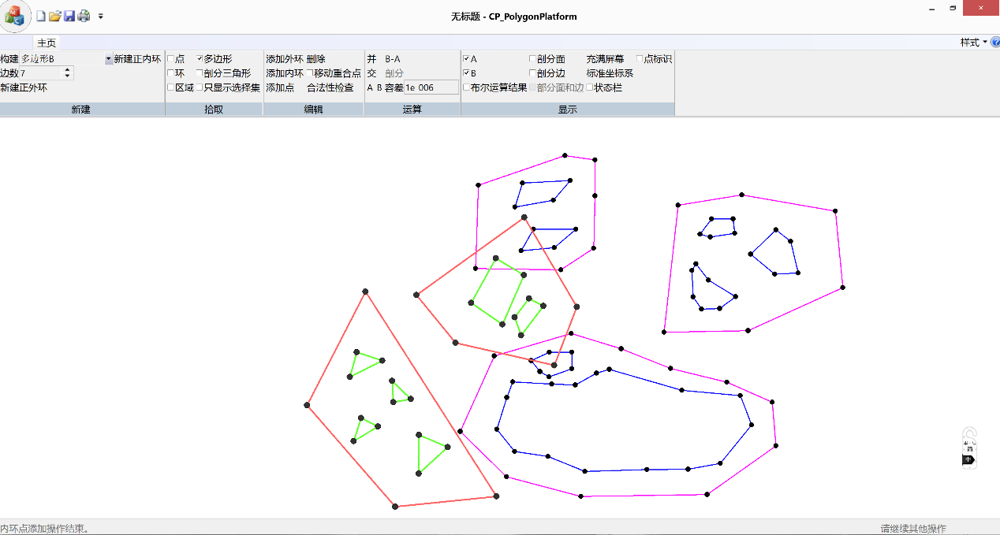 无标题 - CP_PolygonPlatform
主页
样式
构建 多边形B 新建正内环 点 多边形 添加外环 删除 并 B-A A 剖分面 充满屏幕 点标识
边数 7 环 剖分三角形 添加内环 移动重合点 交 剖分 B 剖分边 标准坐标系
新建正外环 区域 只显示选择集 添加点 合法性检查 A B 容差 1e 006 布尔运算结果 剖分面和边 状态栏
新建 拾取 编辑 运算 显示
简
中
内环点添加操作结束。 请继续其他操作